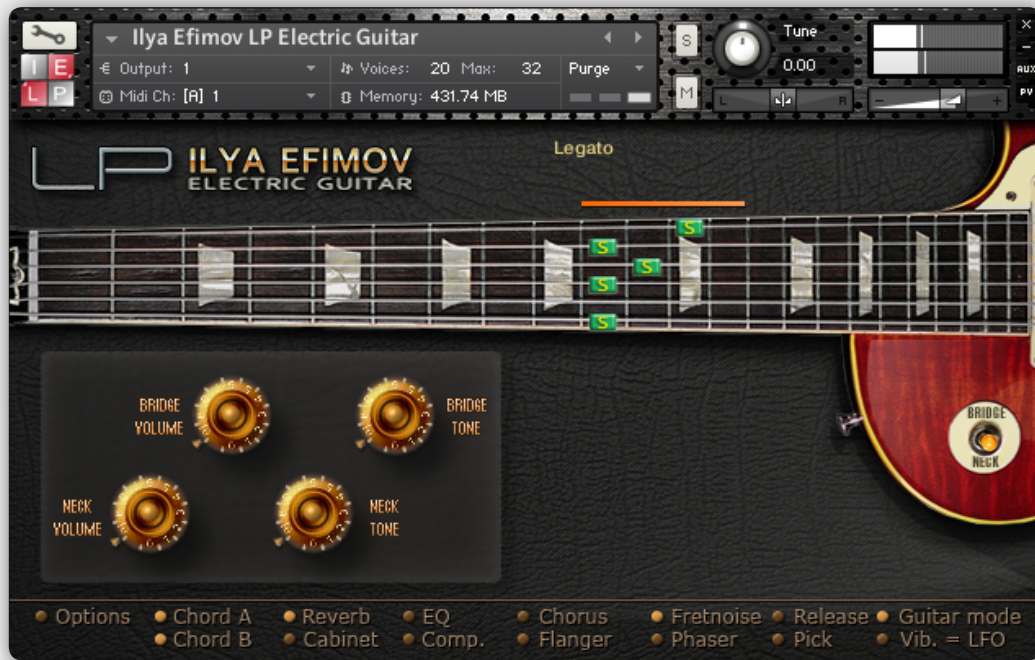 Ilya Efimov LP Electric Guitar
S
Tune
0.00
X
I E
L P
Output: 1
Voices: 20 Max: 32
Purge
AUX
Midi Ch: [A] 1
Memory: 431.74 MB
M
L R
- +
PV
LP ILYA EFIMOV
ELECTRIC GUITAR
Legato
S
S
S
S
S
BRIDGE
VOLUME
BRIDGE
TONE
NECK
VOLUME
NECK
TONE
BRIDGE
NECK
Options Chord A Reverb EQ Chorus Fretnoise Release Guitar mode
Chord B Cabinet Comp. Flanger Phaser Pick Vib. = LFO